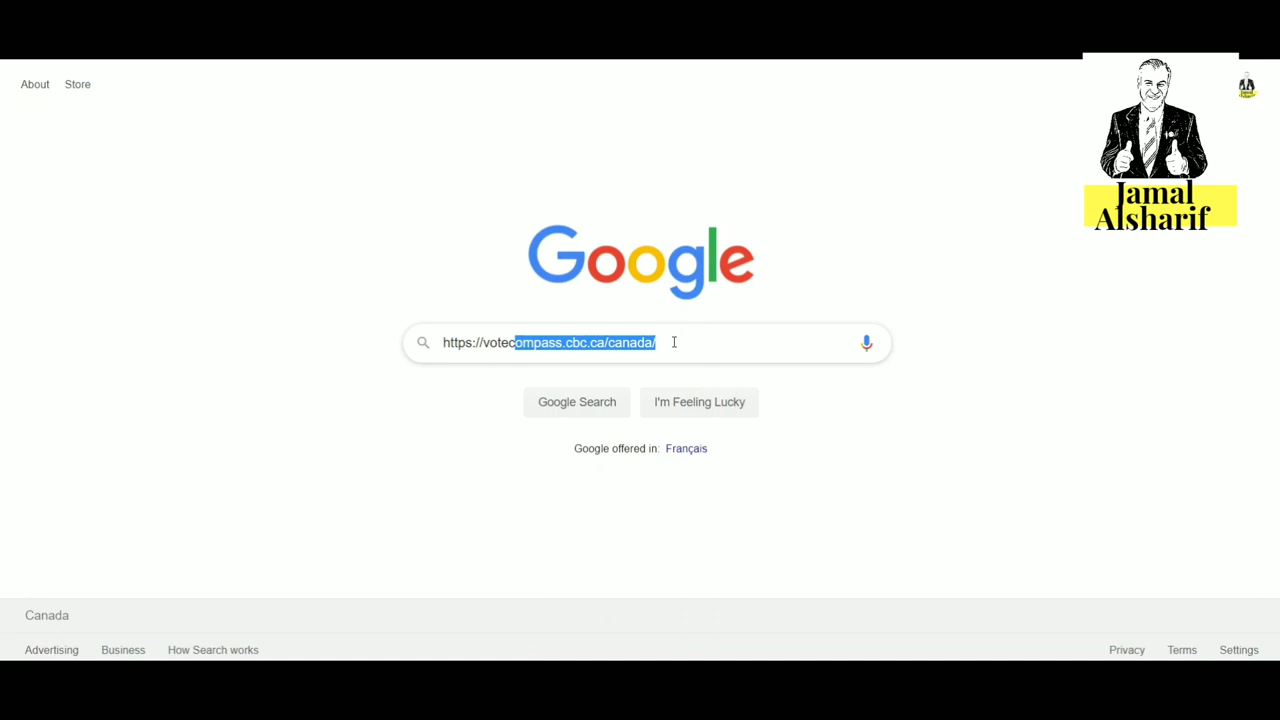 About Store
Jamal
Alsharif
Google
https://votecompass.cbc.ca/canada/
Google Search I'm Feeling Lucky
Google offered in: Français
Canada
Advertising Business How Search works Privacy Terms Settings